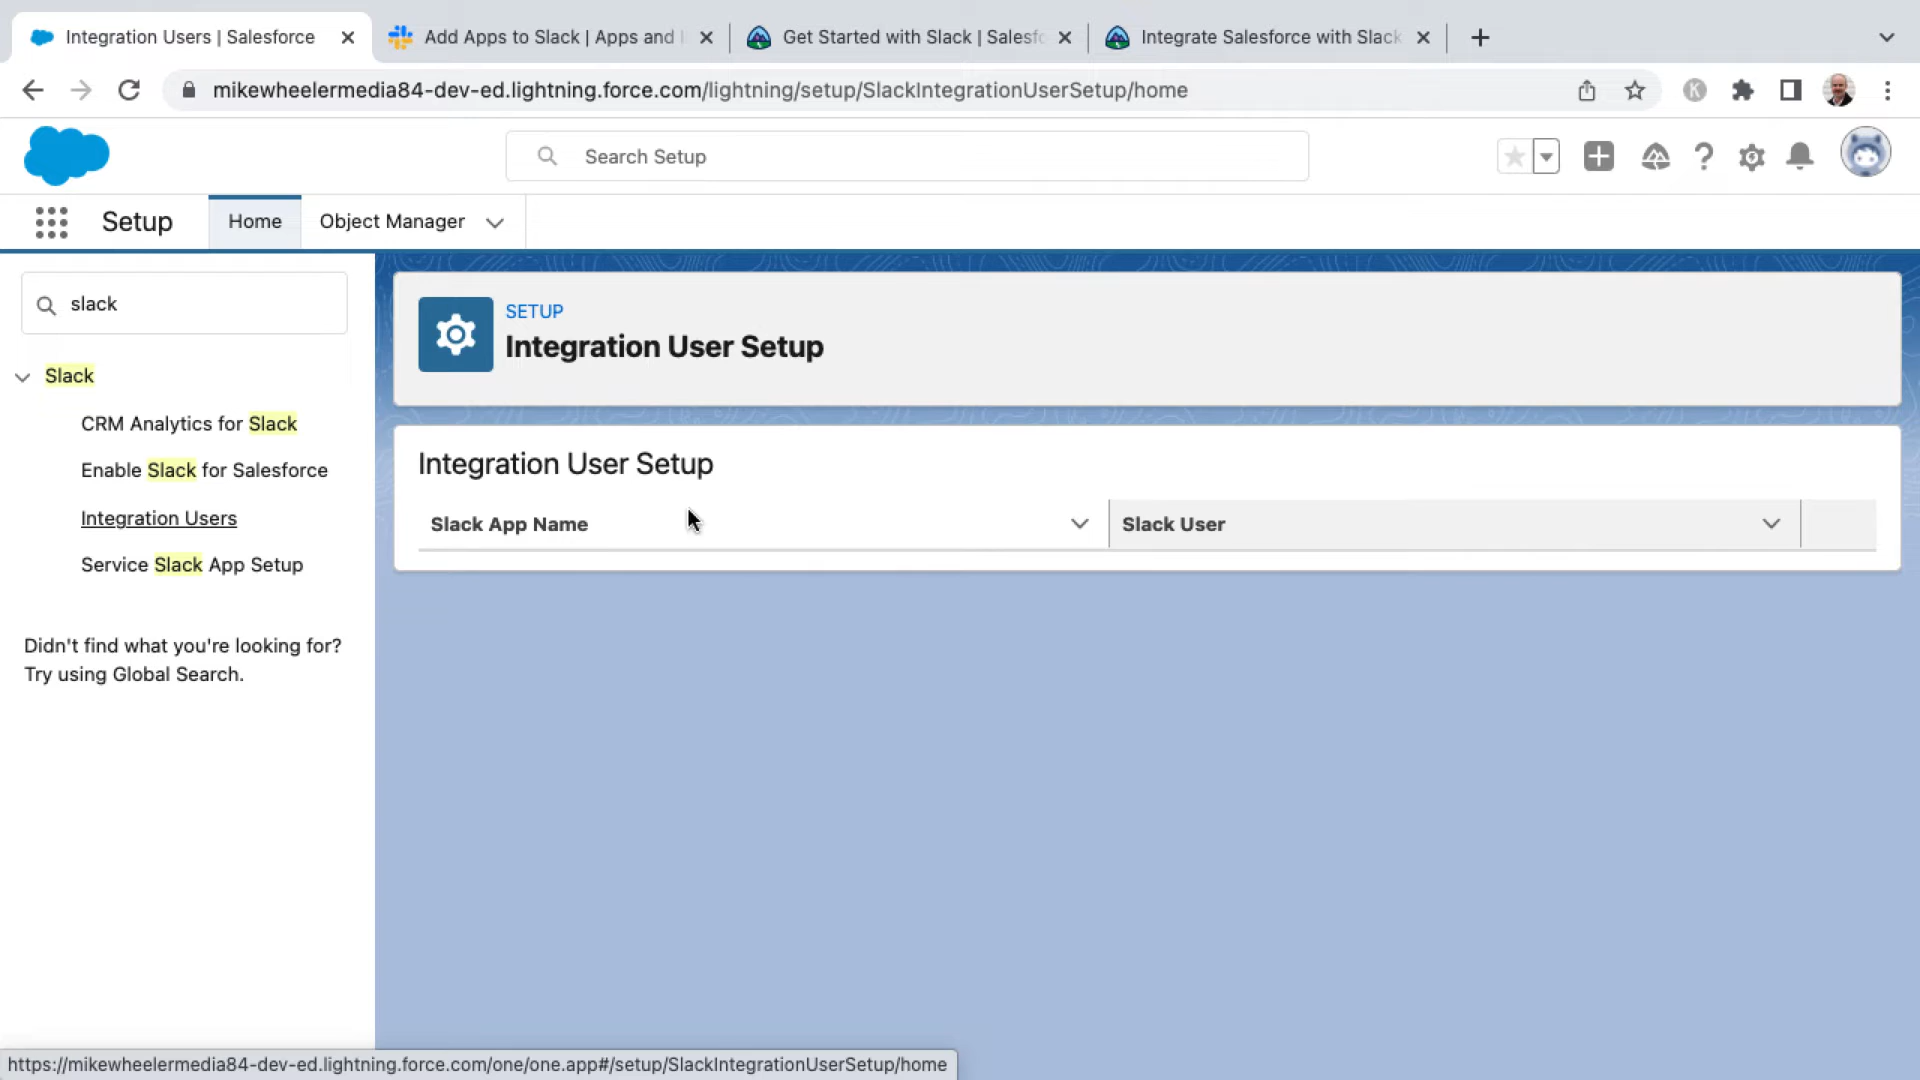 Integration Users | Salesforce
Add Apps to Slack | Apps and I
Get Started with Slack | Salesfo
Integrate Salesforce with Slack
mikewheelermedia84-dev-ed.lightning.force.com/lightning/setup/SlackIntegrationUserSetup/home
K
Search Setup
Setup
Home
Object Manager
slack
SETUP
Integration User Setup
Slack
CRM Analytics for Slack
Enable Slack for Salesforce
Integration Users
Service Slack App Setup
Didn't find what you're looking for?
Try using Global Search.
Integration User Setup
Slack App Name
Slack User
https://mikewheelermedia84-dev-ed.lightning.force.com/one/one.app#/setup/SlackIntegrationUserSetup/home